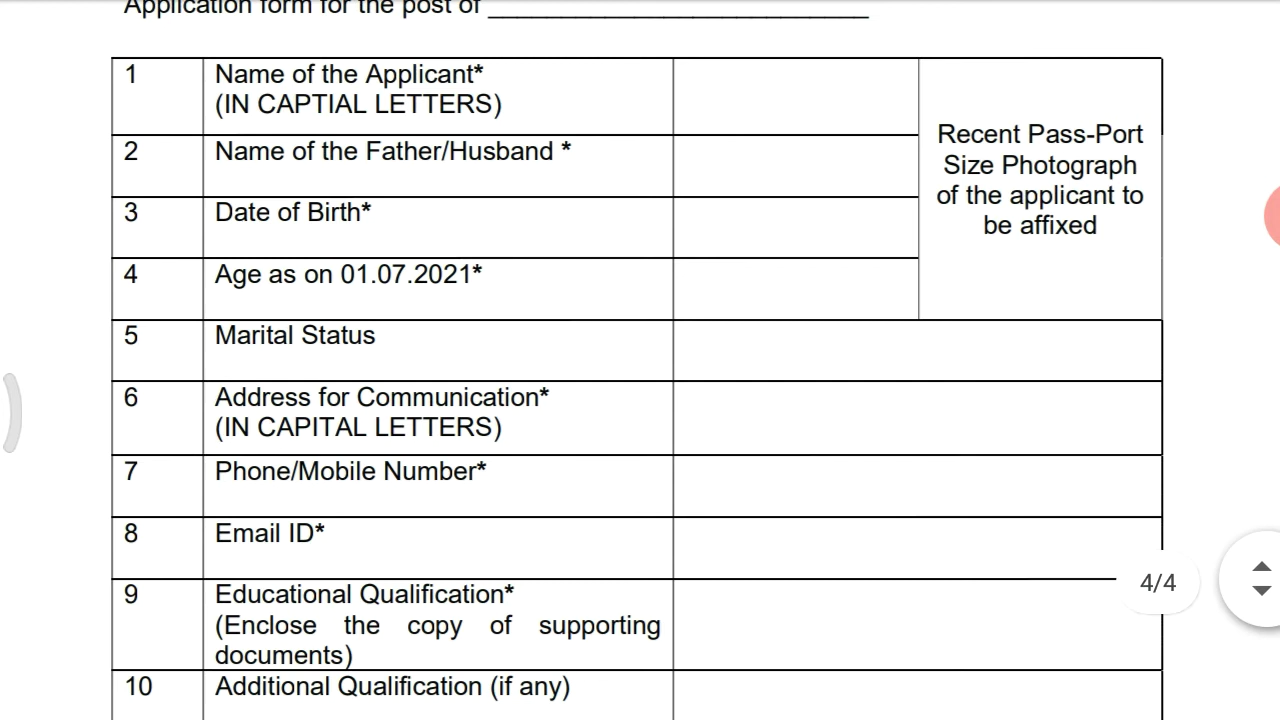 Application form for the post of __________________________
1 Name of the Applicant*
(IN CAPTIAL LETTERS)
Recent Pass-Port
Size Photograph
of the applicant to
be affixed
2 Name of the Father/Husband *
3 Date of Birth*
4 Age as on 01.07.2021*
5 Marital Status
6 Address for Communication*
(IN CAPITAL LETTERS)
7 Phone/Mobile Number*
8 Email ID*
9 Educational Qualification*
(Enclose the copy of supporting
documents)
10 Additional Qualification (if any)
4/4